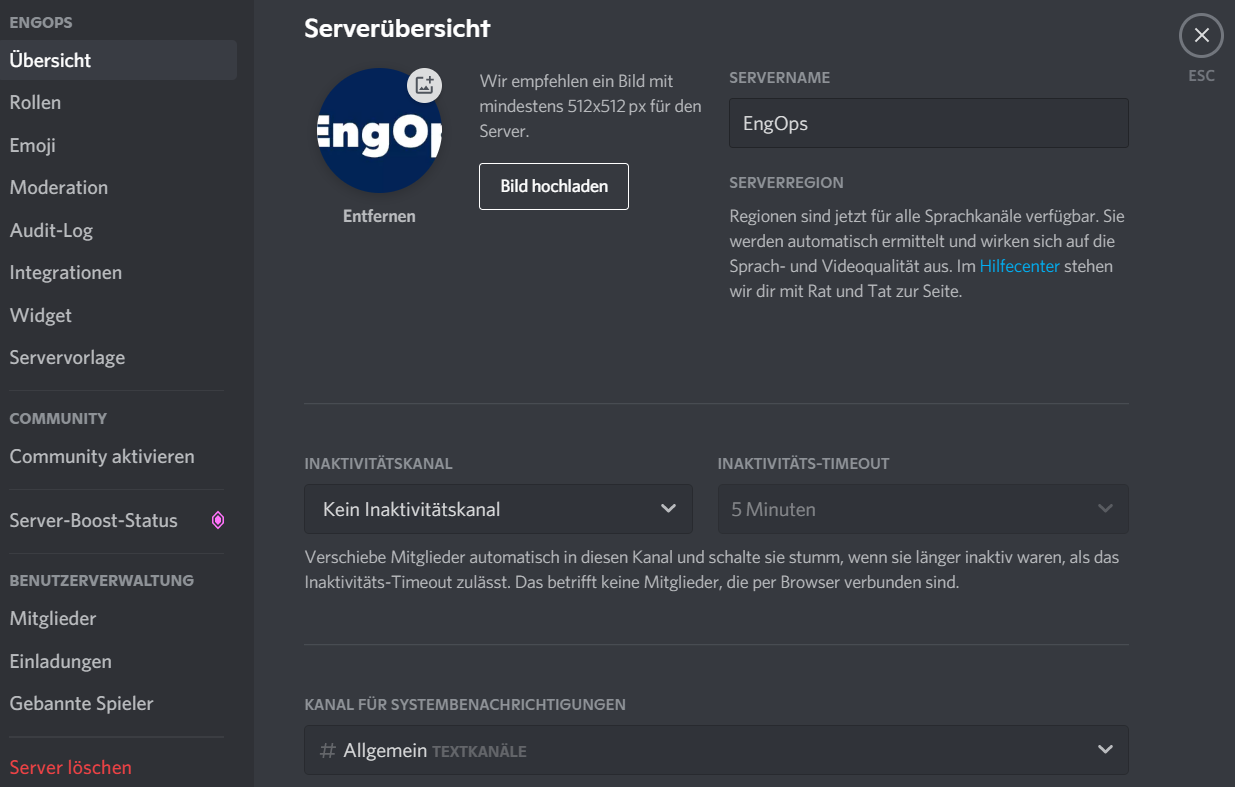 ENGOPS
Übersicht
Rollen
Emoji
Moderation
Audit-Log
Integrationen
Widget
Servervorlage
COMMUNITY
Community aktivieren
Server-Boost-Status
BENUTZERVERWALTUNG
Mitglieder
Einladungen
Gebannte Spieler
Server löschen
Serverübersicht
EngOp
Entfernen
Wir empfehlen ein Bild mit
mindestens 512x512 px für den
Server.
Bild hochladen
SERVERNAME
EngOps
SERVERREGION
Regionen sind jetzt für alle Sprachkanäle verfügbar. Sie
werden automatisch ermittelt und wirken sich auf die
Sprach- und Videoqualität aus. Im Hilfecenter stehen
wir dir mit Rat und Tat zur Seite.
ESC
INAKTIVITÄTSKANAL
Kein Inaktivitätskanal
INAKTIVITÄTS-TIMEOUT
5 Minuten
Verschiebe Mitglieder automatisch in diesen Kanal und schalte sie stumm, wenn sie länger inaktiv waren, als das
Inaktivitäts-Timeout zulässt. Das betrifft keine Mitglieder, die per Browser verbunden sind.
KANAL FÜR SYSTEMBENACHRICHTIGUNGEN
# Allgemein TEXTKANÄLE